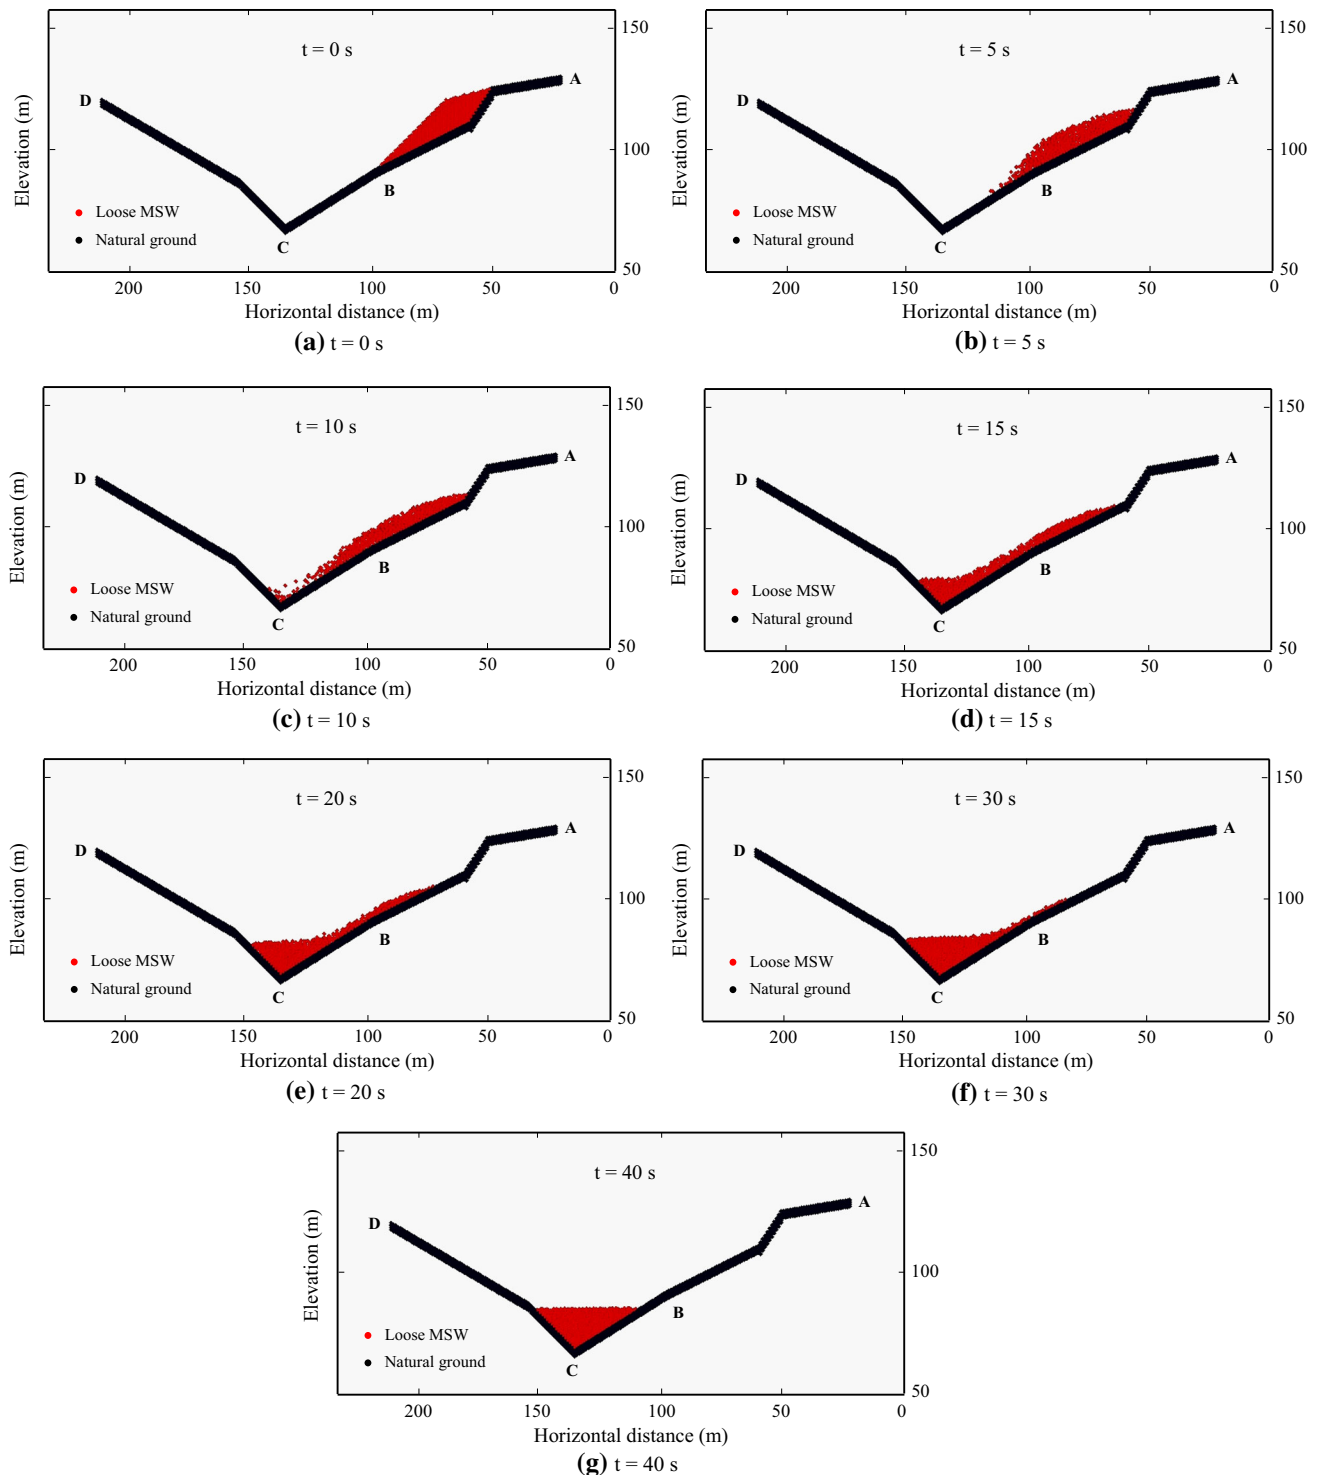 t = 0 s
150
A
D
Elevation (m)
100
B
Loose MSW
Natural ground
C
50
200 150 100 50 0
Horizontal distance (m)
(a) t = 0 s
t = 5 s
150
A
D
Elevation (m)
100
B
Loose MSW
Natural ground
C
50
200 150 100 50 0
Horizontal distance (m)
(b) t = 5 s
t = 10 s
150
A
D
Elevation (m)
100
B
Loose MSW
Natural ground
C
50
200 150 100 50 0
Horizontal distance (m)
(c) t = 10 s
t = 15 s
150
A
D
Elevation (m)
100
B
Loose MSW
Natural ground
C
50
200 150 100 50 0
Horizontal distance (m)
(d) t = 15 s
t = 20 s
150
A
D
Elevation (m)
100
B
Loose MSW
Natural ground
C
50
200 150 100 50 0
Horizontal distance (m)
(e) t = 20 s
t = 30 s
150
A
D
Elevation (m)
100
B
Loose MSW
Natural ground
C
50
200 150 100 50 0
Horizontal distance (m)
(f) t = 30 s
t = 40 s
150
A
D
Elevation (m)
100
B
Loose MSW
Natural ground
C
50
200 150 100 50 0
Horizontal distance (m)
(g) t = 40 s